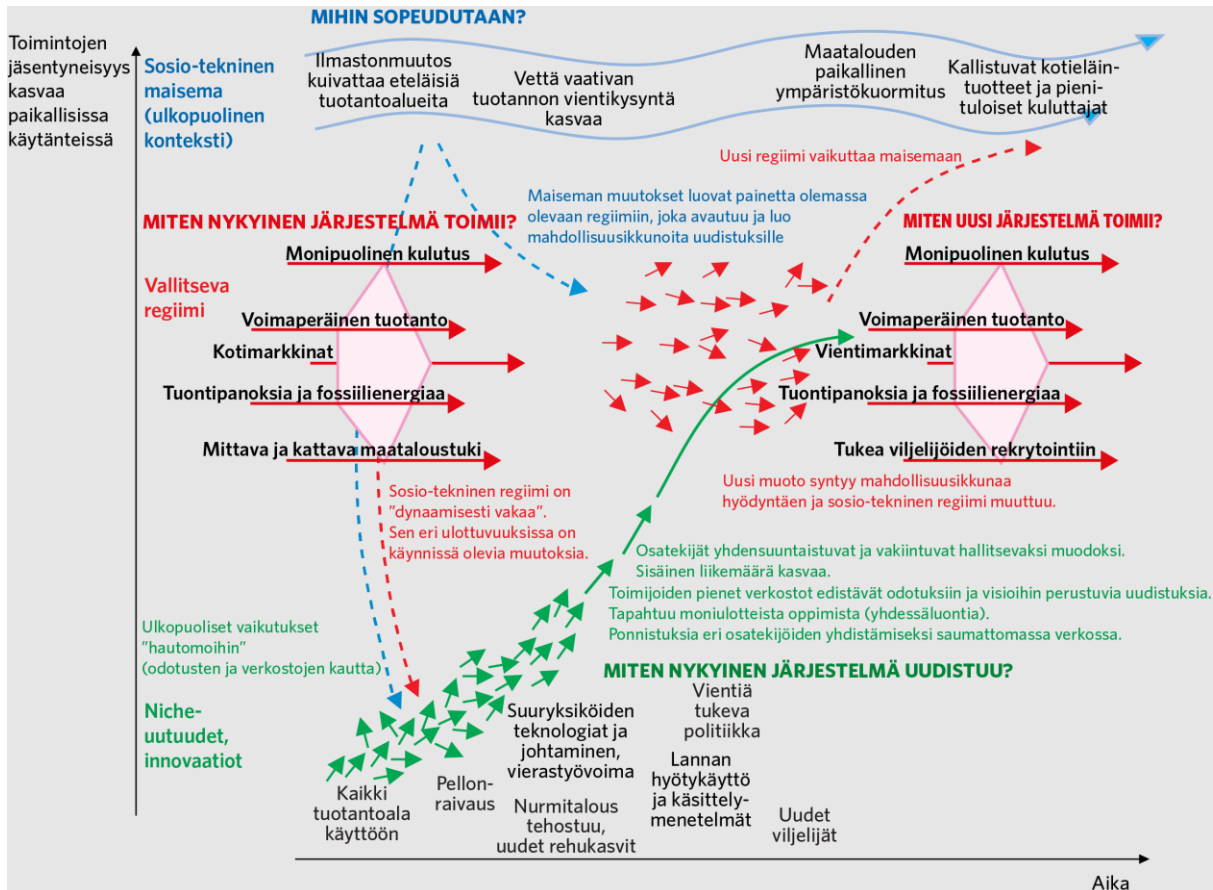 MIHIN SOPEUDUTAAN?
Toimintojen
jäsentyneisyys
kasvaa
paikallisissa
käytänteissä
Sosio-tekninen
maisema
(ulkopuolinen
konteksti)
Ilmastonmuutos
kuivattaa eteläisiä
tuotantoalueita
Vettä vaativan
tuotannon vientikysyntä
kasvaa
Maatalouden
paikallinen
ympäristökuormitus
Kallistuvat kotieläin-
tuotteet ja pieni-
tuloiset kuluttajat
Uusi regiimi vaikuttaa maisemaan
Maiseman muutokset luovat painetta olemassa
olevaan regiimiin, joka avautuu ja luo
mahdollisuusikkunoita uudistuksille
MITEN NYKYINEN JÄRJESTELMÄ TOIMII?
Vallitseva
regiimi
Monipuolinen kulutus
Voimaperäinen tuotanto
Kotimarkkinat
Tuontipanoksia ja fossiilienergiaa
Mittava ja kattava maataloustuki
MITEN UUSI JÄRJESTELMÄ TOIMII?
Monipuolinen kulutus
Voimaperäinen tuotanto
Vientimarkkinat
Tuontipanoksia ja fossiilienergiaa
Tukea viljelijöiden rekrytointiin
Sosio-tekninen regiimi on
"dynaamisesti vakaa".
Sen eri ulottuvuuksissa on
käynnissä olevia muutoksia.
Uusi muoto syntyy mahdollisuusikkunaa
hyödyntäen ja sosio-tekninen regiimi muuttuu.
Osatekijät yhdensuuntaistuvat ja vakiintuvat hallitsevaksi muodoksi.
Sisäinen liikemäärä kasvaa.
Toimijoiden pienet verkostot edistävät odotuksiin ja visioihin perustuvia uudistuksia.
Tapahtuu moniulotteista oppimista (yhdessäluontia).
Ponnistuksia eri osatekijöiden yhdistämiseksi saumattomassa verkossa.
Ulkopuoliset vaikutukset
"hautomoihin"
(odotusten ja verkostojen kautta)
MITEN NYKYINEN JÄRJESTELMÄ UUDISTUU?
Niche-
uutuudet,
innovaatiot
Kaikki
tuotantoala
käyttöön
Pellon-
raivaus
Suuryksiköiden
teknologiat ja
johtaminen,
vierastyövoima
Nurmitalous
tehostuu,
uudet rehukasvit
Vientiä
tukeva
politiikka
Lannan
hyötykäyttö
ja käsittely-
menetelmät
Uudet
viljelijät
Aika